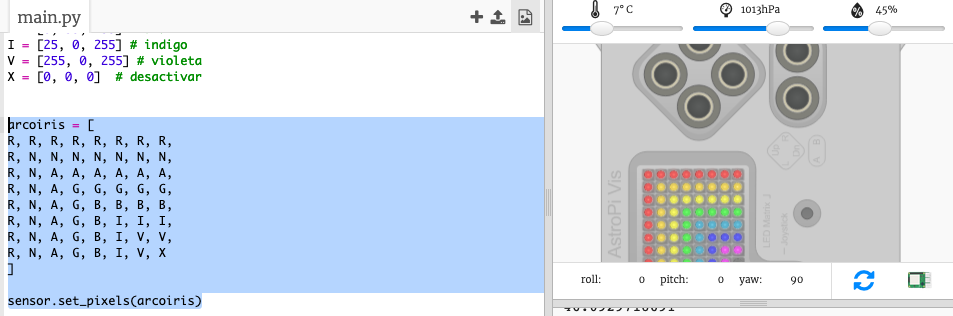 main.py
I = [25, 0, 255] # indigo
V = [255, 0, 255] # violeta
X = [0, 0, 0]  # desactivar
arcoiris = [
R, R, R, R, R, R, R, R,
R, N, N, N, N, N, N, N,
R, N, A, A, A, A, A, A,
R, N, A, G, G, G, G, G,
R, N, A, G, B, B, B, B,
R, N, A, G, B, I, I, I,
R, N, A, G, B, I, V, V,
R, N, A, G, B, I, V, X
]
sensor.set_pixels(arcoiris)
7°C
1013hPa
45%
A B
AstroPi Vis
LED Matrix
Joystick
roll: 0 pitch: 0 yaw: 90